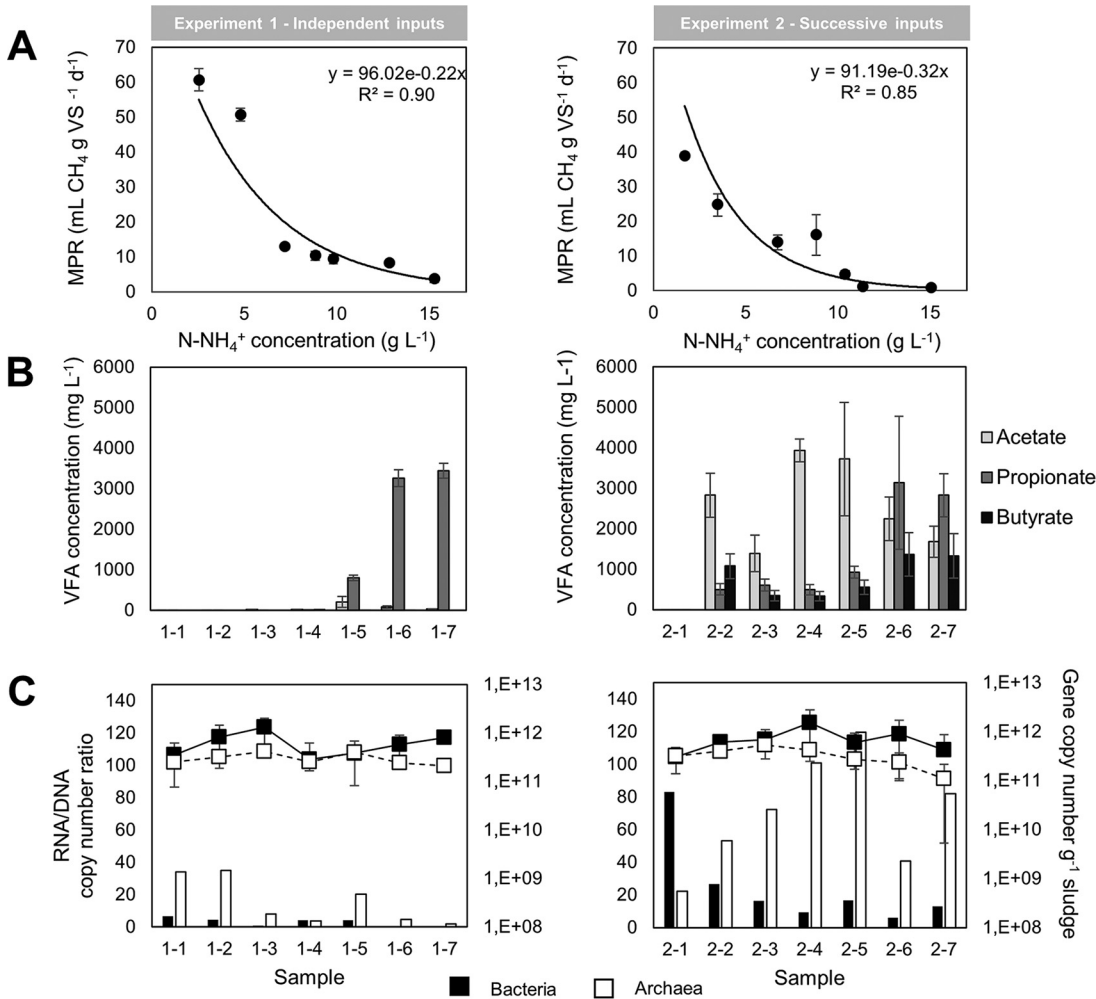 Experiment 1 - Independent inputs
Experiment 2 - Successive inputs
A
MPR (mL CH4 g VS -1 d-1)
70
60
50
40
30
20
10
0
0 5 10 15
y = 96.02e-0.22x
R² = 0.90
N-NH4+ concentration (g L-1)
MPR (mL CH4 g VS-1 d-1)
70
60
50
40
30
20
10
0
0 5 10 15
y = 91.19e-0.32x
R² = 0.85
N-NH4+ concentration (g L-1)
B
VFA concentration (mg L-1)
6000
5000
4000
3000
2000
1000
0
1-1 1-2 1-3 1-4 1-5 1-6 1-7
VFA concentration (mg L-1)
6000
5000
4000
3000
2000
1000
0
2-1 2-2 2-3 2-4 2-5 2-6 2-7
Acetate
Propionate
Butyrate
C
RNA/DNA
copy number ratio
140
120
100
80
60
40
20
0
1,E+13
1,E+12
1,E+11
1,E+10
1,E+09
1,E+08
1-1 1-2 1-3 1-4 1-5 1-6 1-7
Sample
140
120
100
80
60
40
20
0
1,E+13
1,E+12
1,E+11
1,E+10
1,E+09
1,E+08
Gene copy number g-1 sludge
2-1 2-2 2-3 2-4 2-5 2-6 2-7
Sample
Bacteria
Archaea